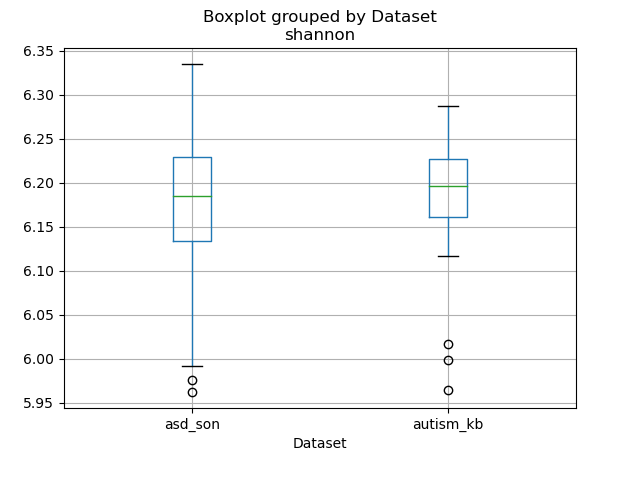 Boxplot grouped by Dataset
shannon
6.35
6.30
6.25
6.20
6.15
6.10
6.05
6.00
5.95
asd_son autism_kb
Dataset